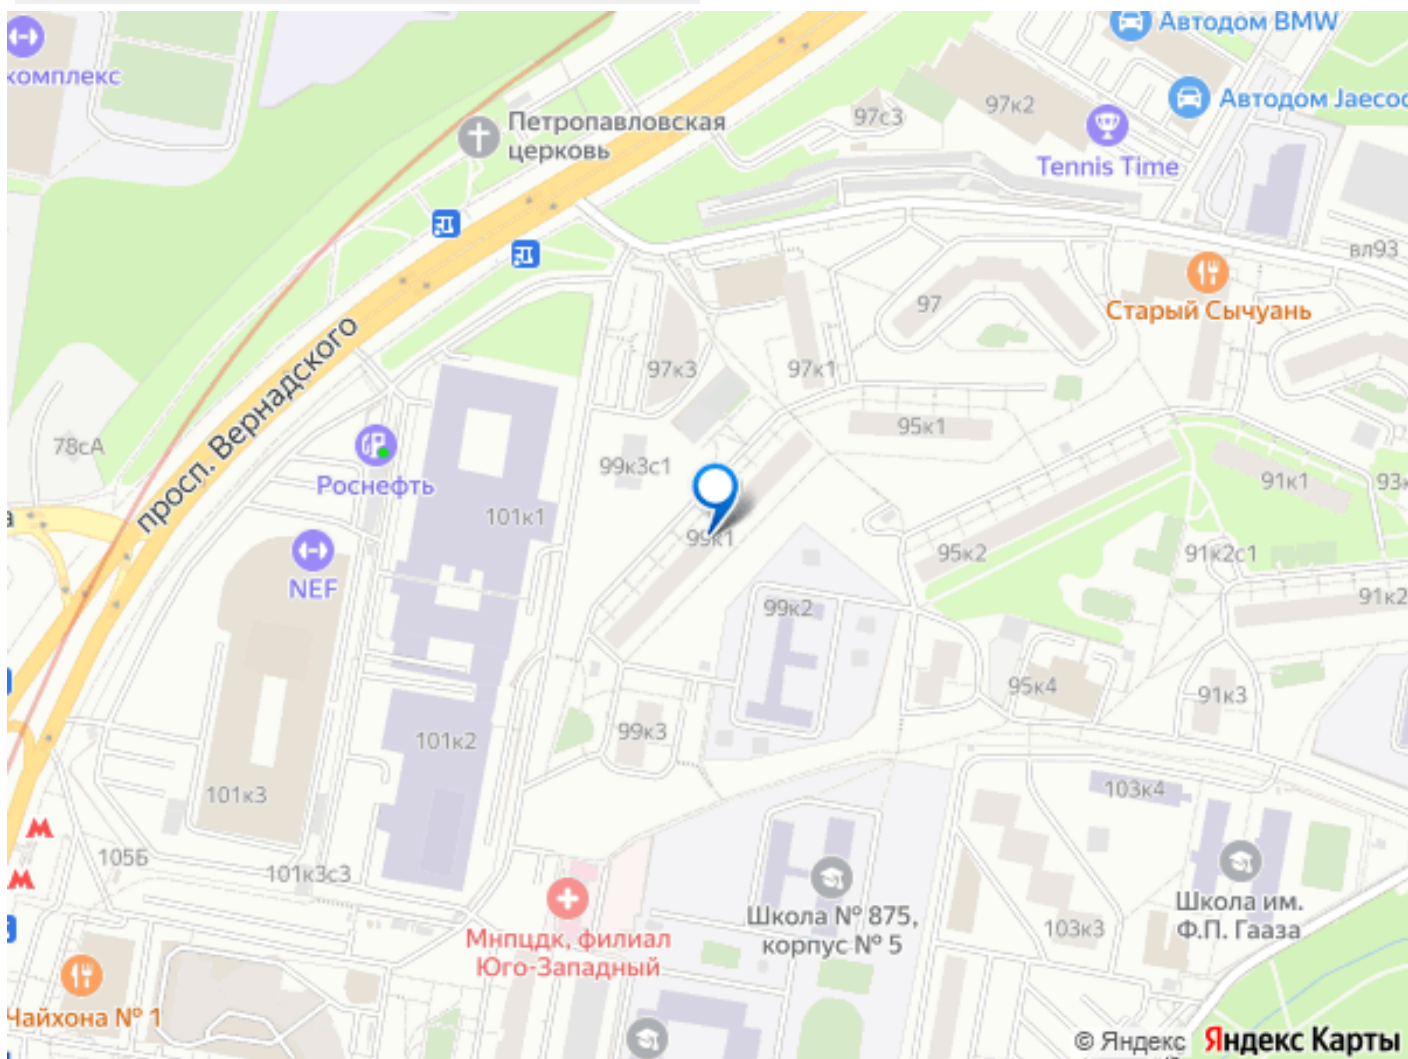 Автодом BMW
комплекс
Автодом Jaecoo
97к2
97с3
Петропавловская
церковь
Tennis Time
вл93
97
Старый Сычуань
просп. Вернадского
97к3
97к1
95к1
78сА
99к3с1
Роснефть
91к1
93к
101к1
99к1
95к2
91к2с1
NEF
99к2
91к2
95к4
91к3
99к3
101к2
101к3
103к4
105Б
101к3с3
Школа № 875,
корпус № 5
Школа им.
Ф.П. Гааза
103к3
Мнпцдк, филиал
Юго-Западный
Чайхона № 1
© Яндекс Яндекс Карты